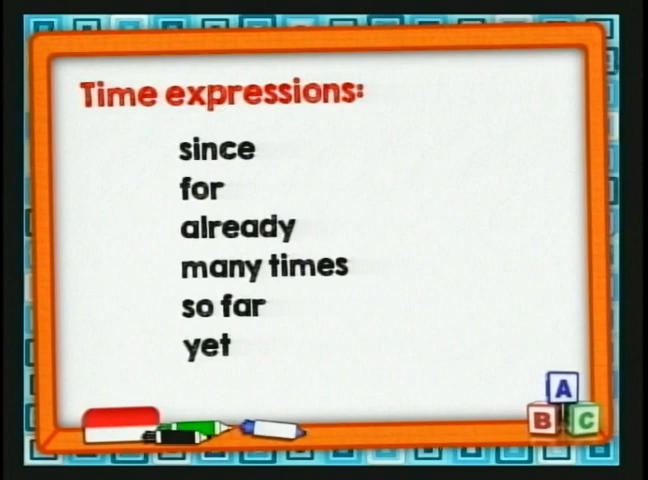 Time expressions:
since
for
already
many times
so far
yet
A
B C